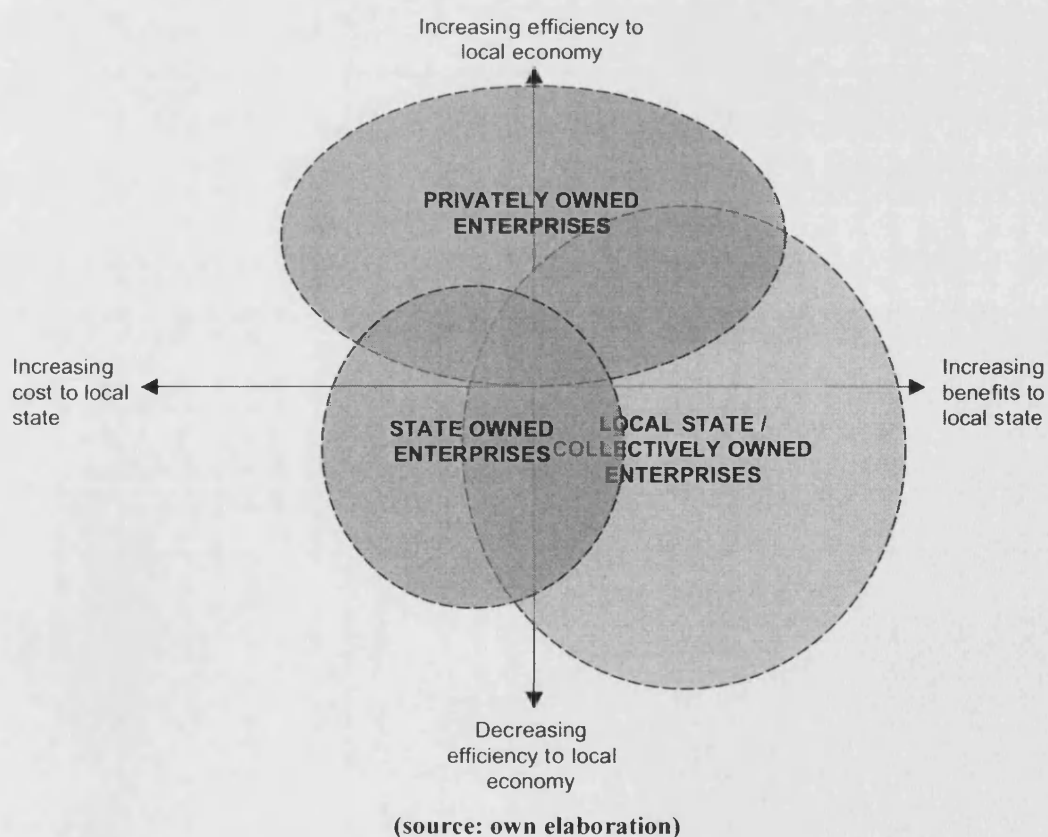 Increasing efficiency to
local economy
PRIVATELY OWNED
ENTERPRISES
Increasing
cost to local
state
Increasing
benefits to
local state
STATE OWNED
ENTERPRISES
LOCAL STATE /
COLLECTIVELY OWNED
ENTERPRISES
Decreasing
efficiency to local
economy
(source: own elaboration)